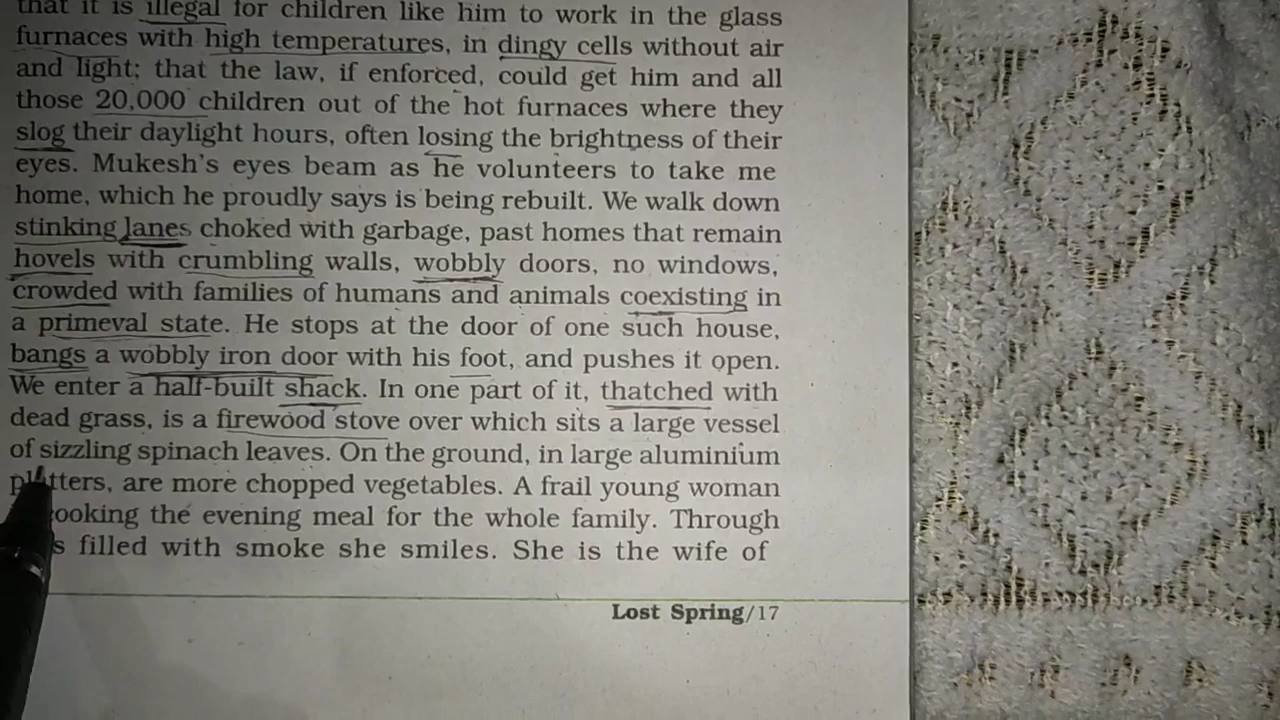 that it is illegal for children like him to work in the glass
furnaces with high temperatures, in dingy cells without air
and light; that the law, if enforced, could get him and all
those 20,000 children out of the hot furnaces where they
slog their daylight hours, often losing the brightness of their
eyes. Mukesh's eyes beam as he volunteers to take me
home, which he proudly says is being rebuilt. We walk down
stinking lanes choked with garbage, past homes that remain
hovels with crumbling walls, wobbly doors, no windows,
crowded with families of humans and animals coexisting in
a primeval state. He stops at the door of one such house,
bangs a wobbly iron door with his foot, and pushes it open.
We enter a half-built shack. In one part of it, thatched with
dead grass, is a firewood stove over which sits a large vessel
of sizzling spinach leaves. On the ground, in large aluminium
platters, are more chopped vegetables. A frail young woman
cooking the evening meal for the whole family. Through
filled with smoke she smiles. She is the wife of
Lost Spring/17